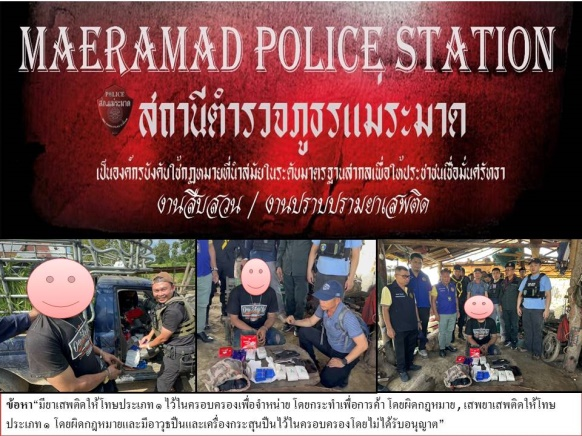 MAERAMAD POLICE STATION
POLICE
สภ.แม่ระมาด
สถานีตำรวจภูธรแม่ระมาด
เป็นองค์กรบังคับใช้กฎหมายที่นำสมัยในระดับมาตรฐานสากลเพื่อให้ประชาชนเชื่อมั่นศรัทธา
งานสืบสวน / งานปราบปรามยาเสพติด
ข้อหา“มียาเสพติดให้โทษประเภท ๑ ไว้ในครอบครองเพื่อจำหน่าย โดยกระทำเพื่อการค้า โดยผิดกฎหมาย , เสพยาเสพติดให้โทษ
ประเภท ๑ โดยผิดกฎหมายและมีอาวุธปืนและเครื่องกระสุนปืนไว้ในครอบครองโดยไม่ได้รับอนุญาต”